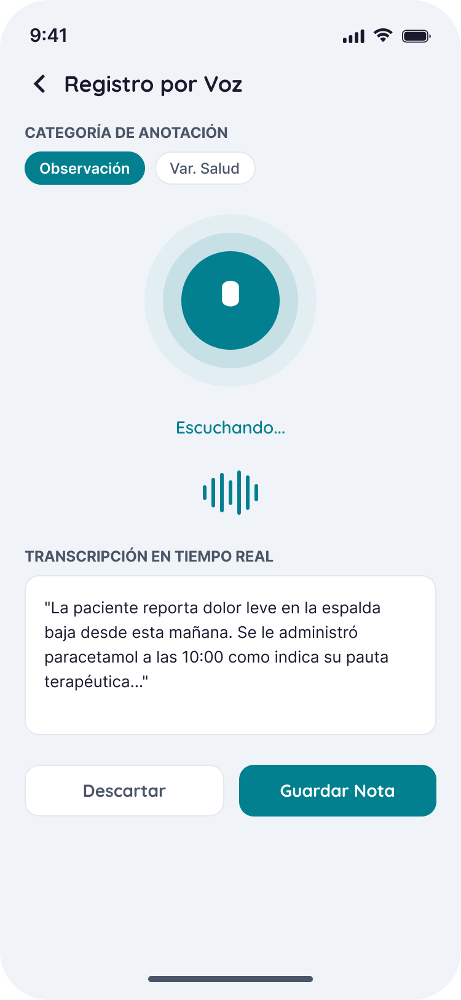 9:41
Registro por Voz
CATEGORÍA DE ANOTACIÓN
Observación
Var. Salud
Escuchando...
TRANSCRIPCIÓN EN TIEMPO REAL
"La paciente reporta dolor leve en la espalda
baja desde esta mañana. Se le administró
paracetamol a las 10:00 como indica su pauta
terapéutica..."
Descartar
Guardar Nota